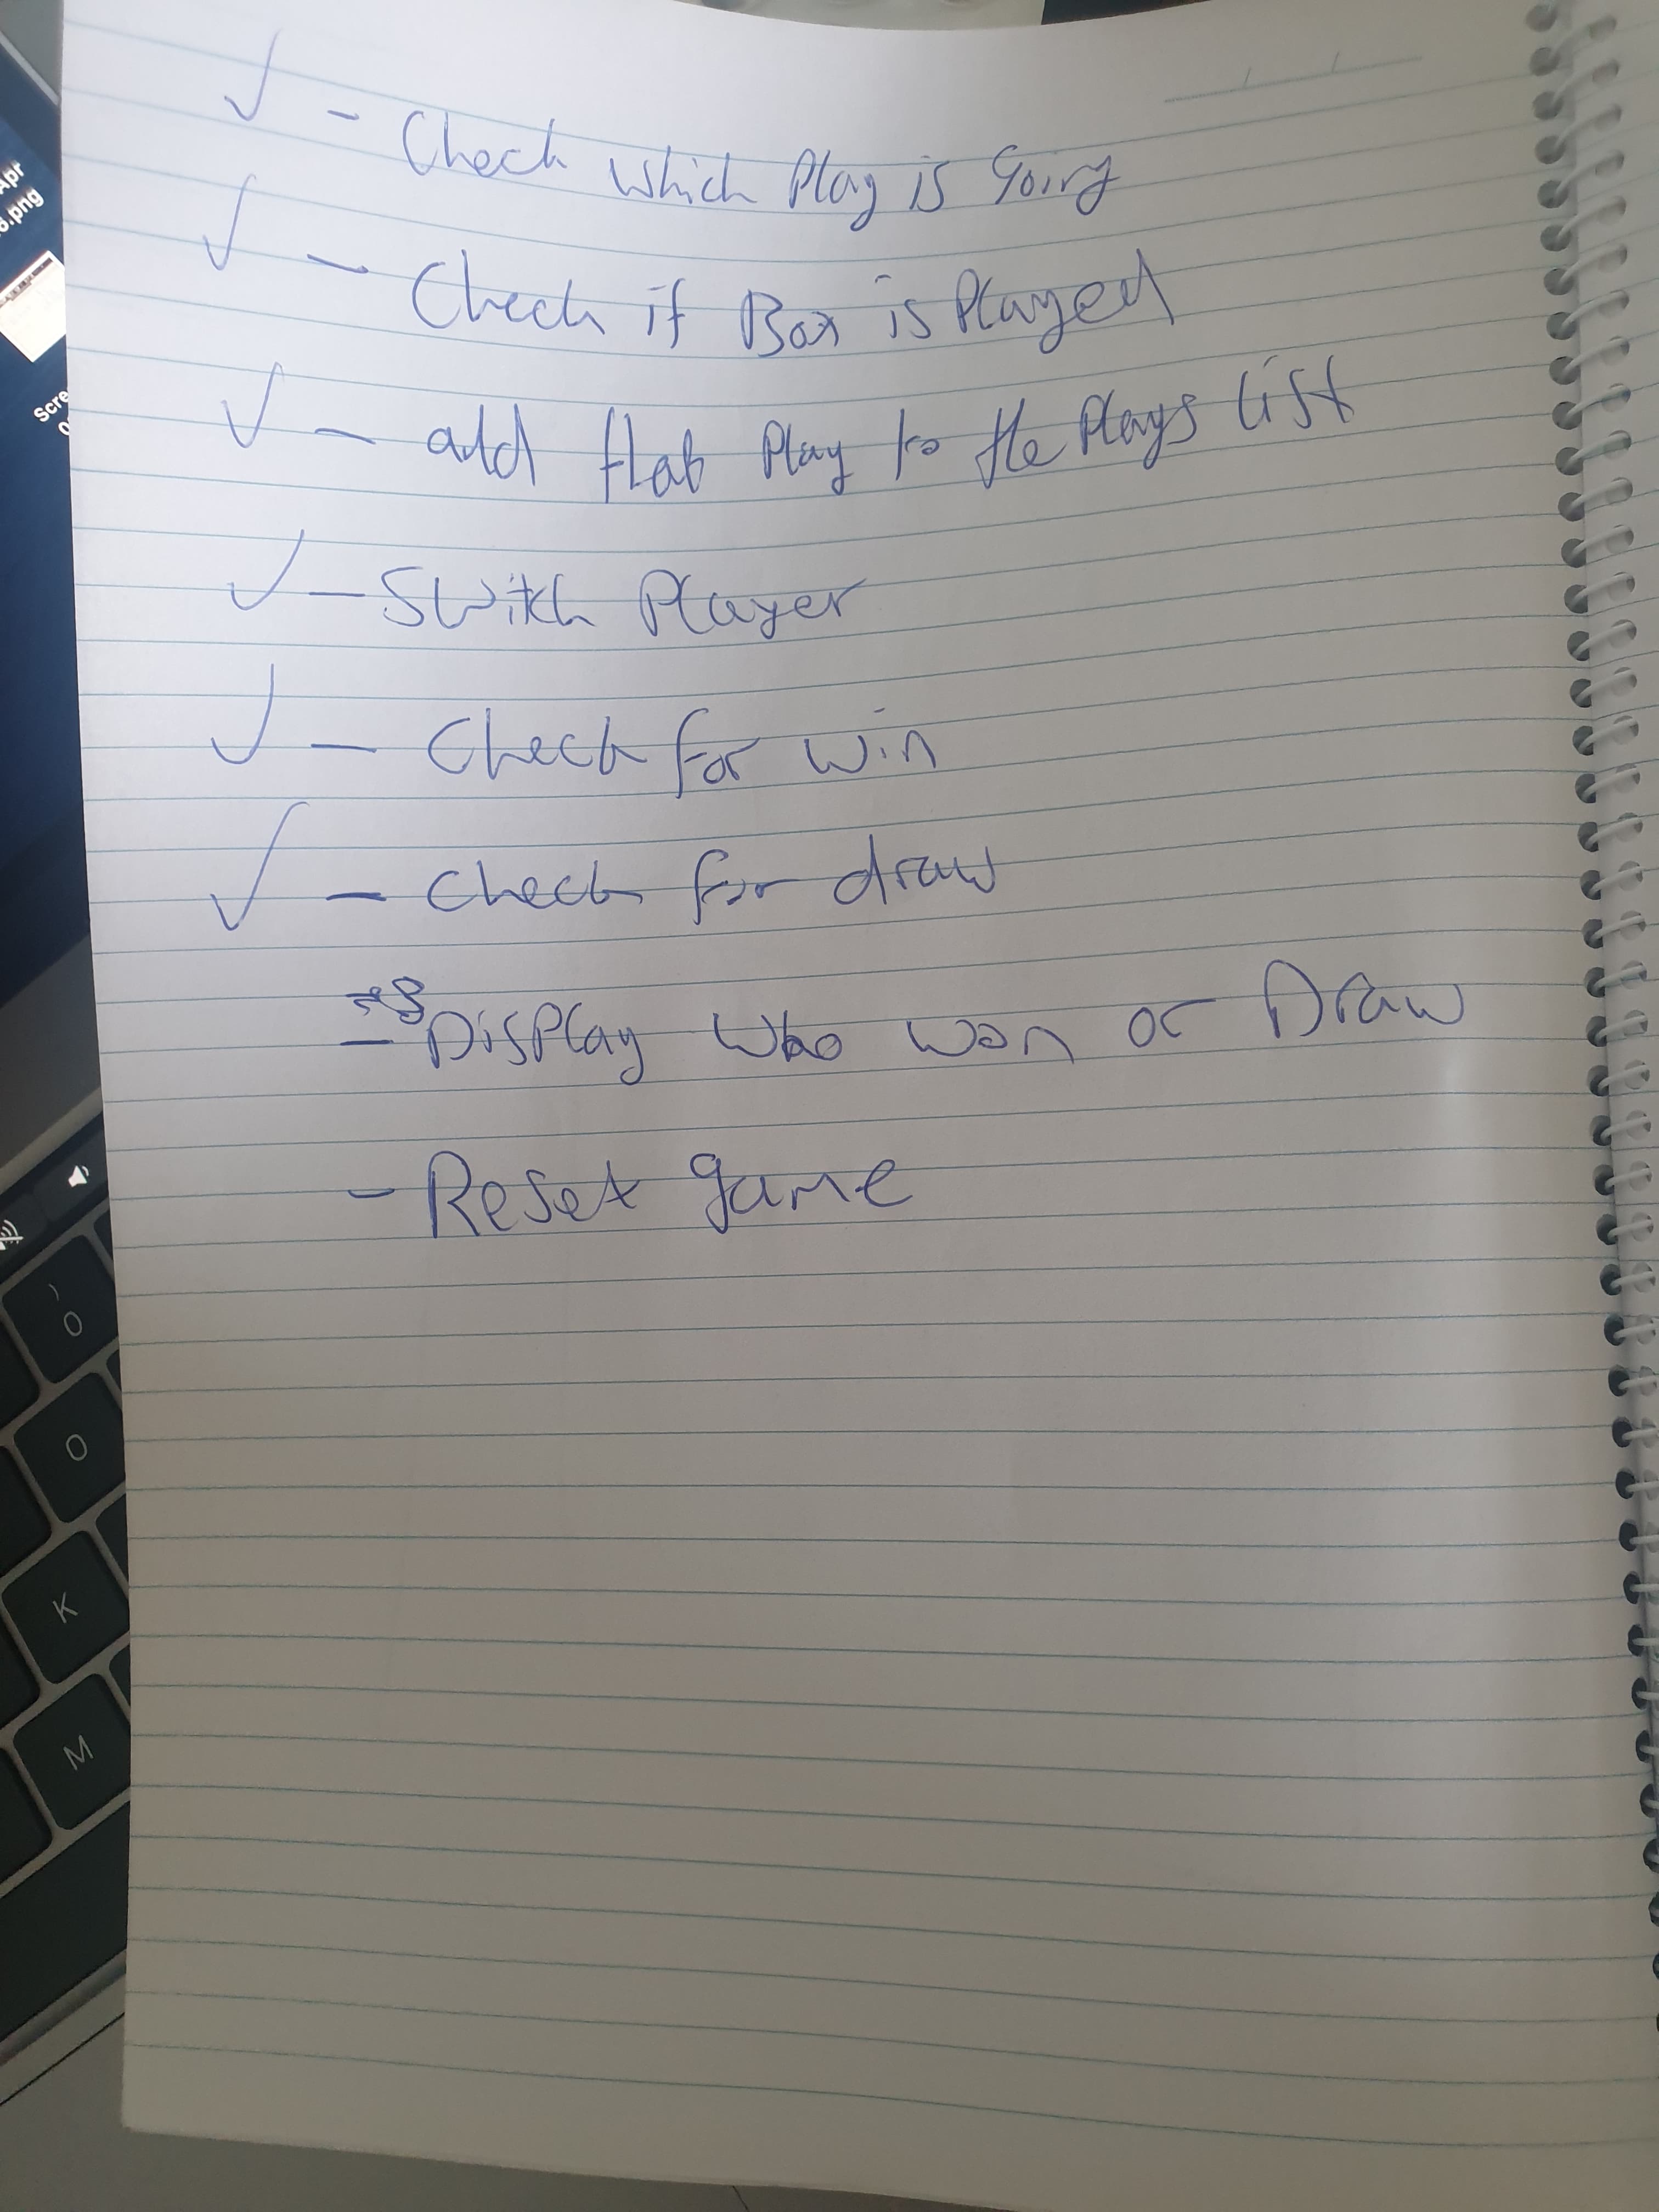 ✓ - Check which Play is going
✓ - Check if Box is Played
✓ - add that Play to the Plays list
✓ - Switch Player
✓ - Check for win
✓ - Check for draw
- Display who won or Draw
- Reset game
Apr
.png
Scre
)
0
O
K
M